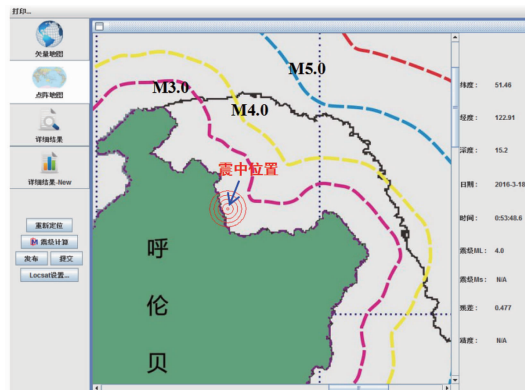 打印...
矢量地图
点阵地图
详细结果
详细结果-New
重新定位
M 震级计算
发布
提交
Locsat设置...
M3.0
M4.0
M5.0
震中位置
呼
伦
贝
纬度： 51.46
经度： 122.91
深度： 15.2
日期： 2016-3-18
时间： 0:53:48.6
震级ML： 4.0
震级Ms： N/A
残差： 0.477
精度： N/A